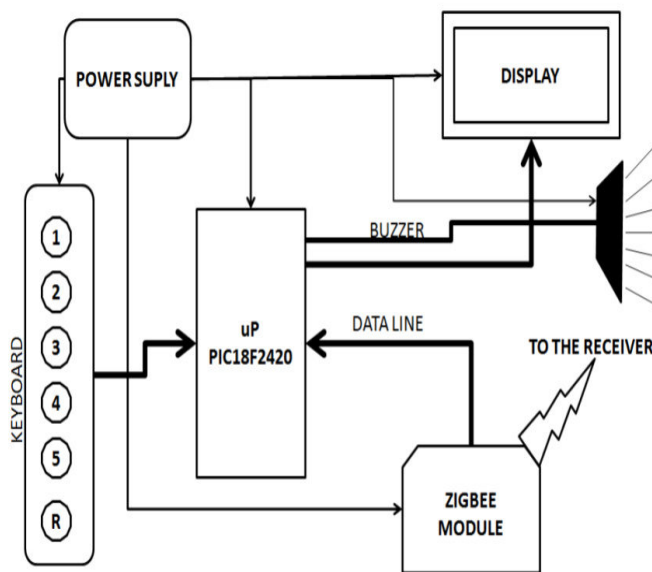 POWER SUPLY
DISPLAY
1
2
3
4
5
R
KEYBOARD
uP
PIC18F2420
BUZZER
DATA LINE
TO THE RECEIVER
ZIGBEE
MODULE